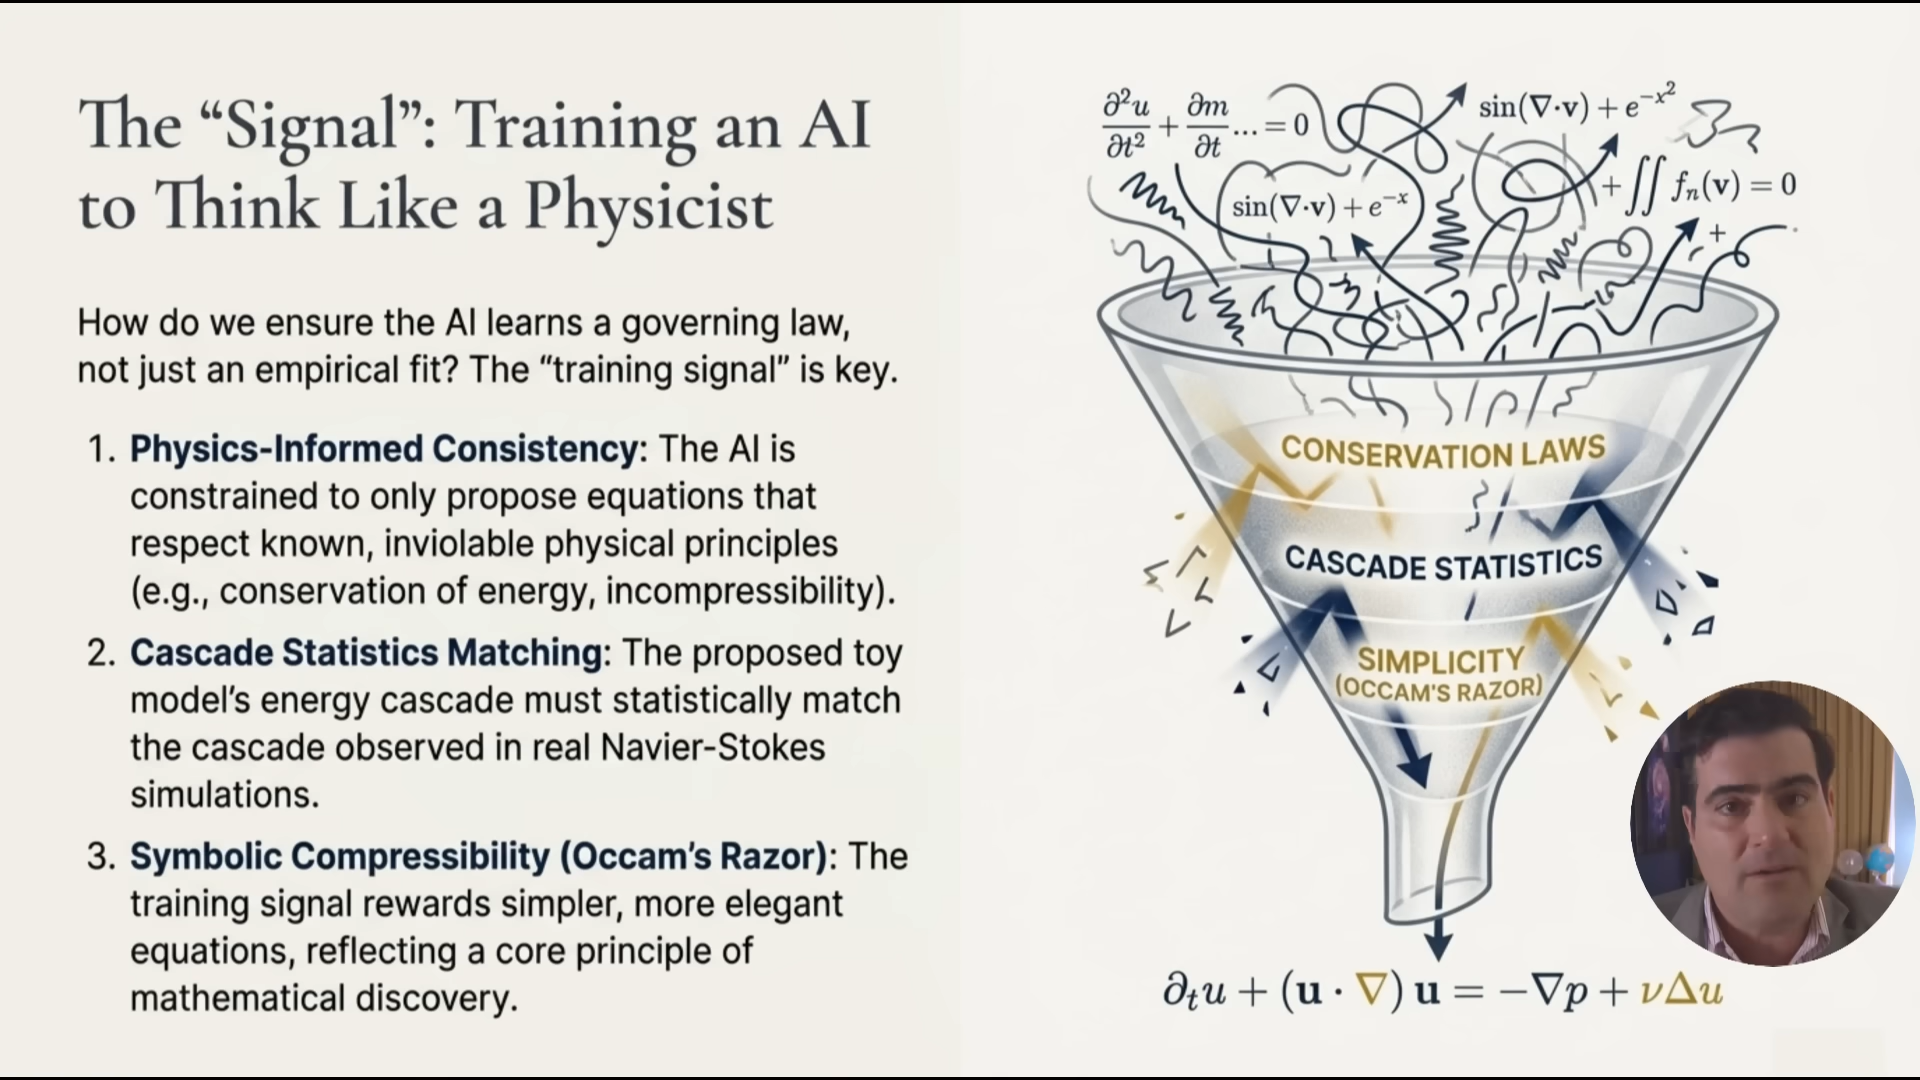 The “Signal”: Training an AI
to Think Like a Physicist
How do we ensure the AI learns a governing law,
not just an empirical fit? The “training signal” is key.
1. Physics-Informed Consistency: The AI is
constrained to only propose equations that
respect known, inviolable physical principles
(e.g., conservation of energy, incompressibility).
2. Cascade Statistics Matching: The proposed toy
model’s energy cascade must statistically match
the cascade observed in real Navier-Stokes
simulations.
3. Symbolic Compressibility (Occam’s Razor): The
training signal rewards simpler, more elegant
equations, reflecting a core principle of
mathematical discovery.
∂²u/∂t² + ∂m/∂t ... = 0
sin(∇·v) + e^{-x²}
+ ∬ fₙ(v) = 0
sin(∇·v) + e^{-x}
+
CONSERVATION LAWS
CASCADE STATISTICS
SIMPLICITY
(OCCAM'S RAZOR)
∂ₜu + (u · ∇) u = −∇p + νΔu